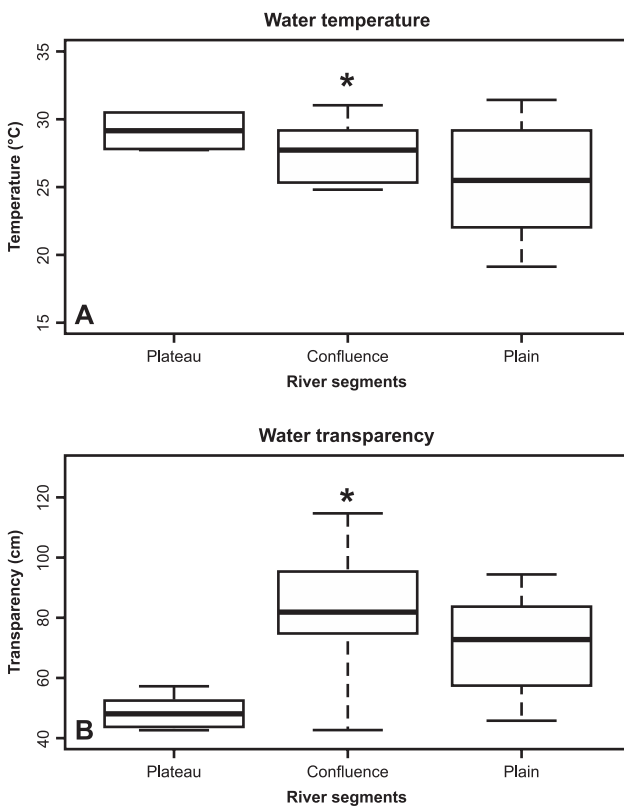 Water temperature
Temperature (°C)
35
30
25
20
15
*
A
Plateau Confluence Plain
River segments
Water transparency
Transparency (cm)
120
100
80
60
40
*
B
Plateau Confluence Plain
River segments